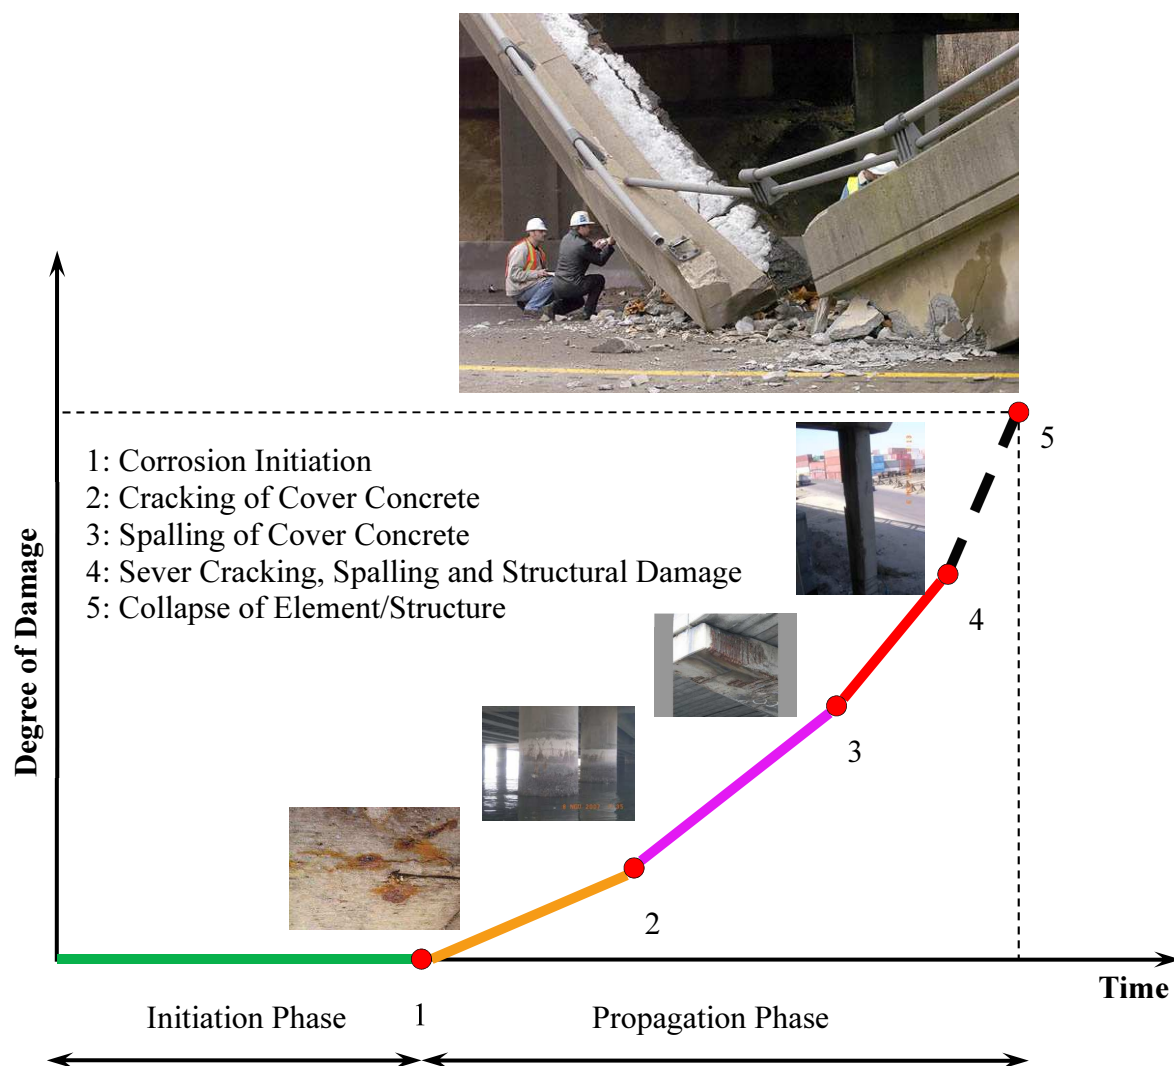 1: Corrosion Initiation
2: Cracking of Cover Concrete
3: Spalling of Cover Concrete
4: Sever Cracking, Spalling and Structural Damage
5: Collapse of Element/Structure
5
4
3
2
Degree of Damage
Time
Initiation Phase
1
Propagation Phase